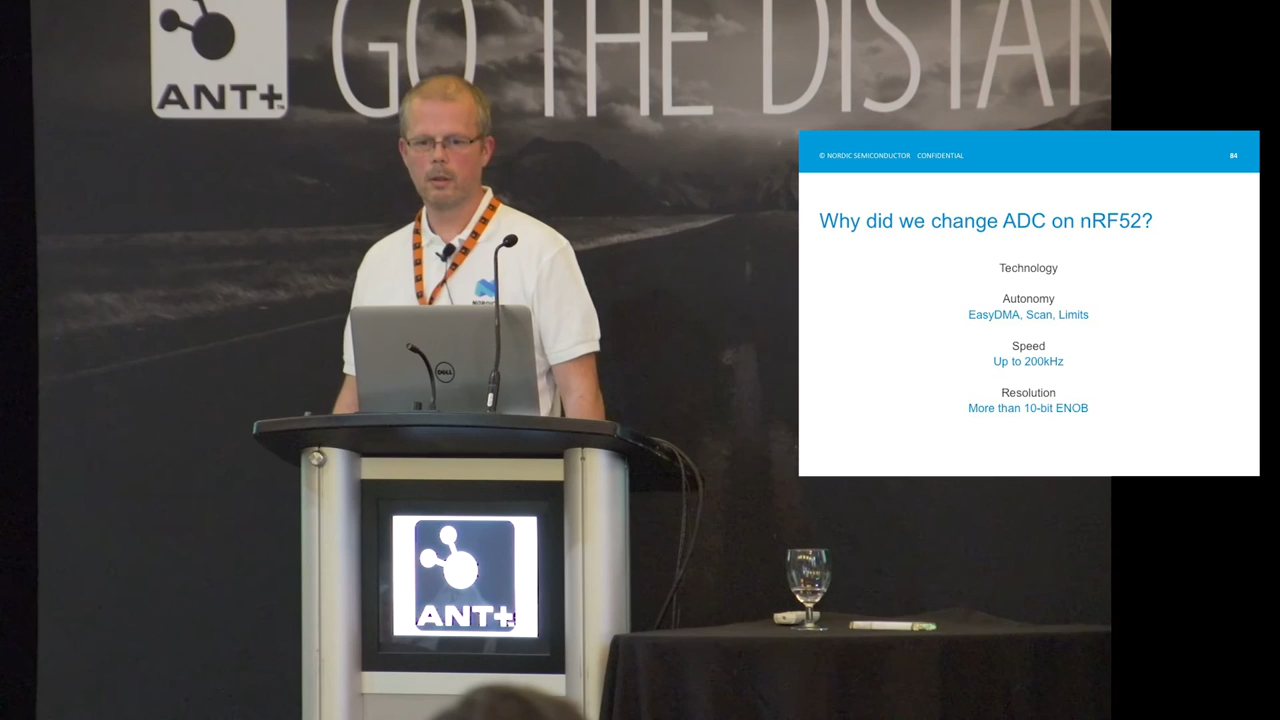 ANT+
GO THE DISTAN
© NORDIC SEMICONDUCTOR CONFIDENTIAL
84
Why did we change ADC on nRF52?
Technology
Autonomy
EasyDMA, Scan, Limits
Speed
Up to 200kHz
Resolution
More than 10-bit ENOB
DELL
ANT+